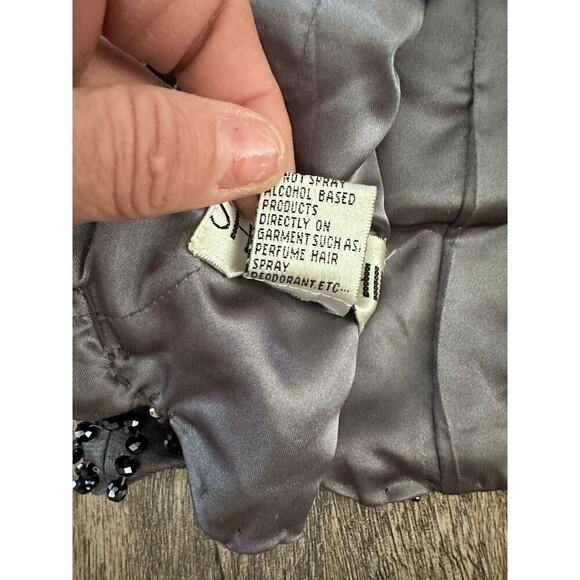 NOT SPRAY
ALCOHOL BASED
PRODUCTS
DIRECTLY ON
GARMENT SUCH AS,
PERFUME HAIR
SPRAY
DEODORANT, ETC...